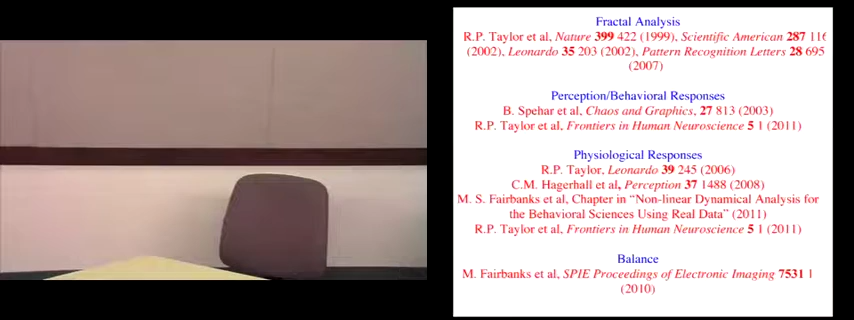 Fractal Analysis
R.P. Taylor et al, Nature 399 422 (1999), Scientific American 287 116
(2002), Leonardo 35 203 (2002), Pattern Recognition Letters 28 695
(2007)
Perception/Behavioral Responses
B. Spehar et al, Chaos and Graphics, 27 813 (2003)
R.P. Taylor et al, Frontiers in Human Neuroscience 5 1 (2011)
Physiological Responses
R.P. Taylor, Leonardo 39 245 (2006)
C.M. Hagerhall et al, Perception 37 1488 (2008)
M. S. Fairbanks et al, Chapter in “Non-linear Dynamical Analysis for
the Behavioral Sciences Using Real Data” (2011)
R.P. Taylor et al, Frontiers in Human Neuroscience 5 1 (2011)
Balance
M. Fairbanks et al, SPIE Proceedings of Electronic Imaging 7531 1
(2010)